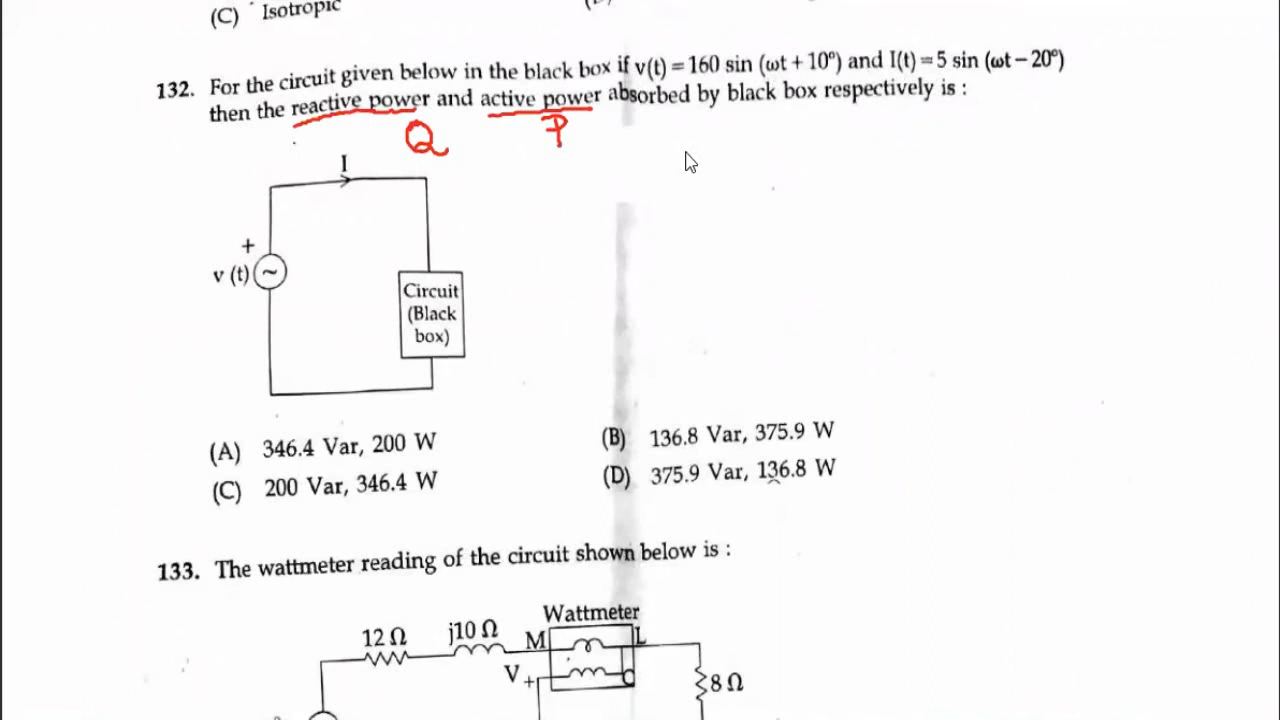 (C) Isotropic
132. For the circuit given below in the black box if v(t) = 160 sin (ωt + 10°) and I(t) = 5 sin (ωt – 20°)
then the reactive power and active power absorbed by black box respectively is :
Q P
I
+
v (t) ~
Circuit
(Black
box)
(A) 346.4 Var, 200 W (B) 136.8 Var, 375.9 W
(C) 200 Var, 346.4 W (D) 375.9 Var, 136.8 W
133. The wattmeter reading of the circuit shown below is :
Wattmeter
12 Ω j10 Ω M L
V + C
8 Ω